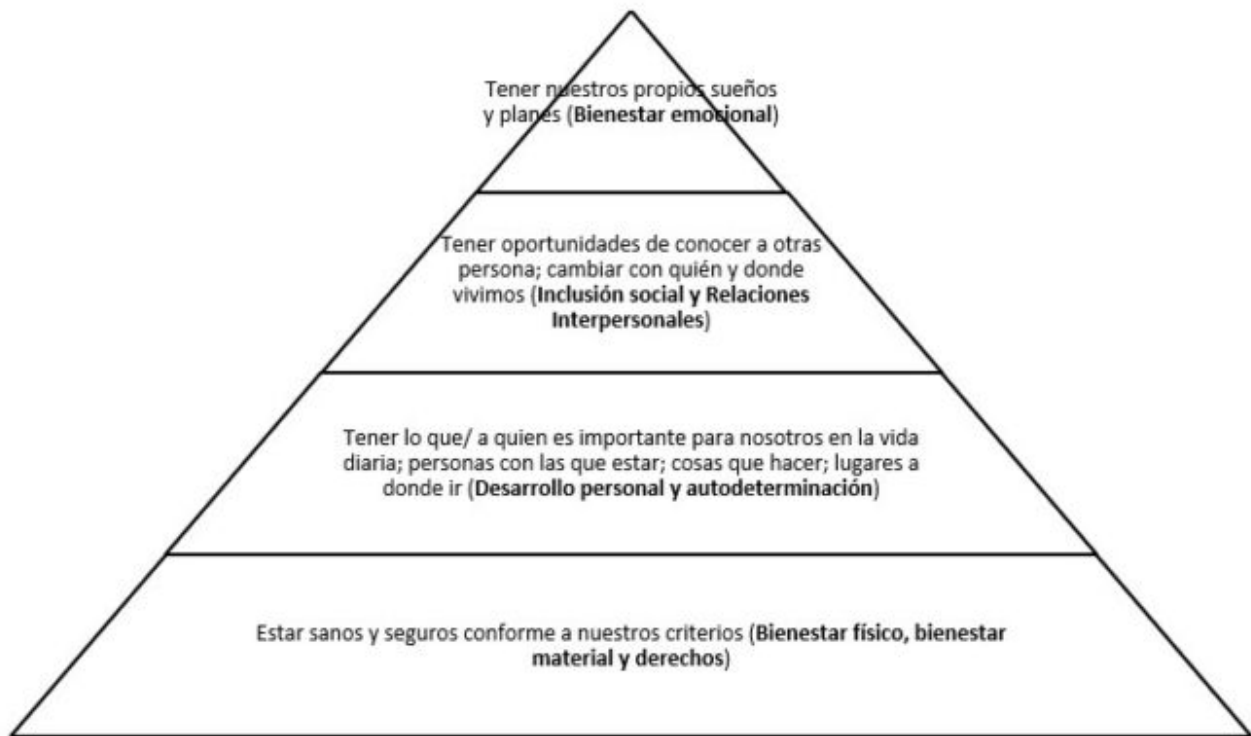 Tener nuestros propios sueños
y planes (Bienestar emocional)
Tener oportunidades de conocer a otras
persona; cambiar con quién y donde
vivimos (Inclusión social y Relaciones
Interpersonales)
Tener lo que/ a quien es importante para nosotros en la vida
diaria; personas con las que estar; cosas que hacer; lugares a
donde ir (Desarrollo personal y autodeterminación)
Estar sanos y seguros conforme a nuestros criterios (Bienestar físico, bienestar
material y derechos)